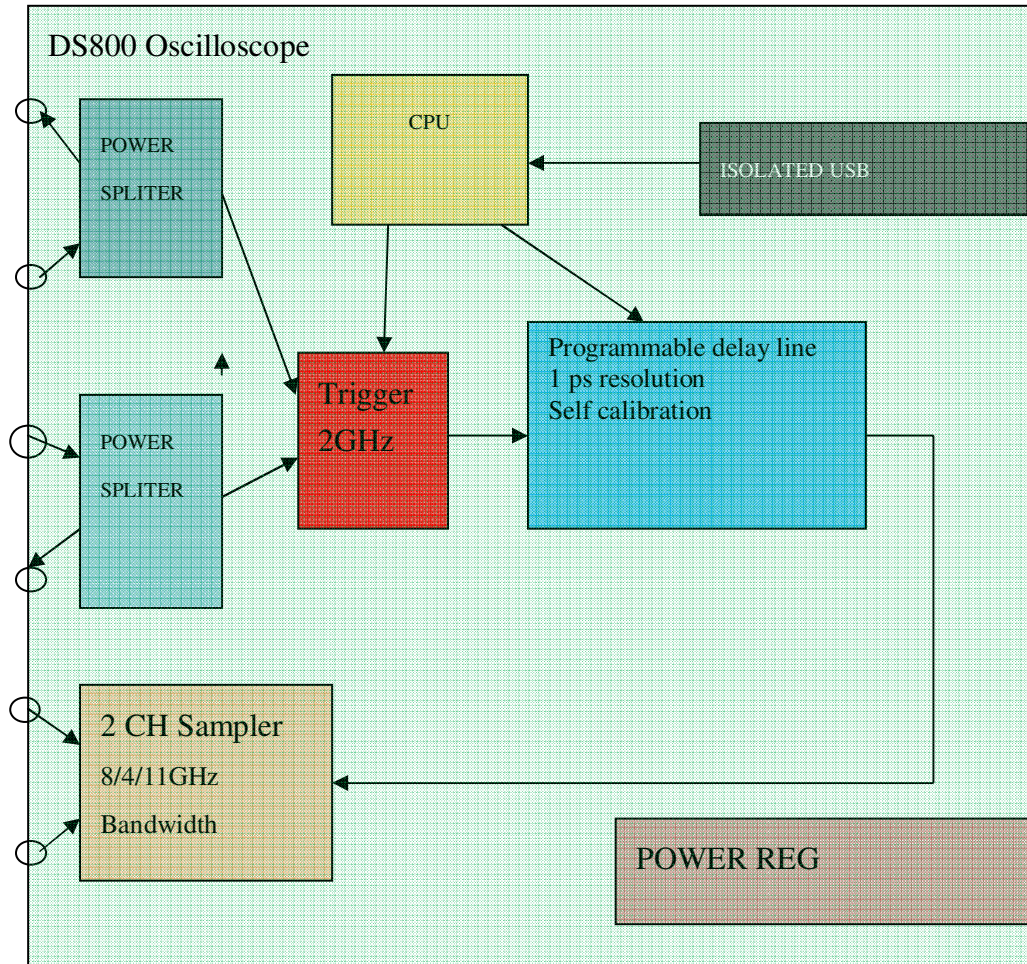 DS800 Oscilloscope
CPU
POWER
SPLITER
ISOLATED USB
Programmable delay line
1 ps resolution
Self calibration
Trigger
2GHz
POWER
SPLITER
2 CH Sampler
8/4/11GHz
Bandwidth
POWER REG